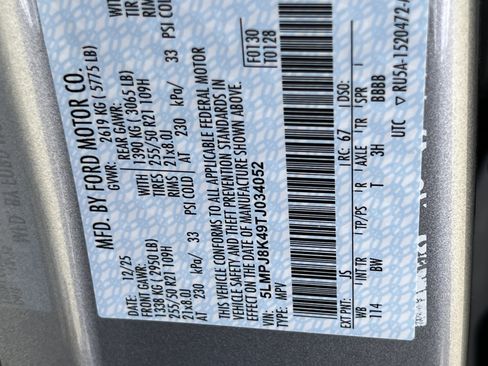 MFD. BY FORD MOTOR CO.
12/25
GVWR: 2619 KG ( 5775 LB)
FRONT GAWR: REAR GAWR:
1338 KG ( 2950 LB) 1390 KG ( 3065 LB)
255/50 R21 109H TIRES 255/50 R21 109H TIRES
21x8.0J RIMS 21x8.0J RIMS
AT 230 kPa/ 33 PSI COLD AT 230 kPa/ 33 PSI COLD
THIS VEHICLE CONFORMS TO ALL APPLICABLE FEDERAL MOTOR
VEHICLE SAFETY AND THEFT PREVENTION STANDARDS IN
EFFECT ON THE DATE OF MANUFACTURE SHOWN ABOVE.
VIN: 5LMPJ8K49TJ034052
TYPE: MPV
T0130
T0128
EXT PNT: JS RC: 67 DSO:
WB INT TR TP/PS R AXLE TR SPR
114 BW T 3H BBBB
UTC ▽ RU5A-1520472-